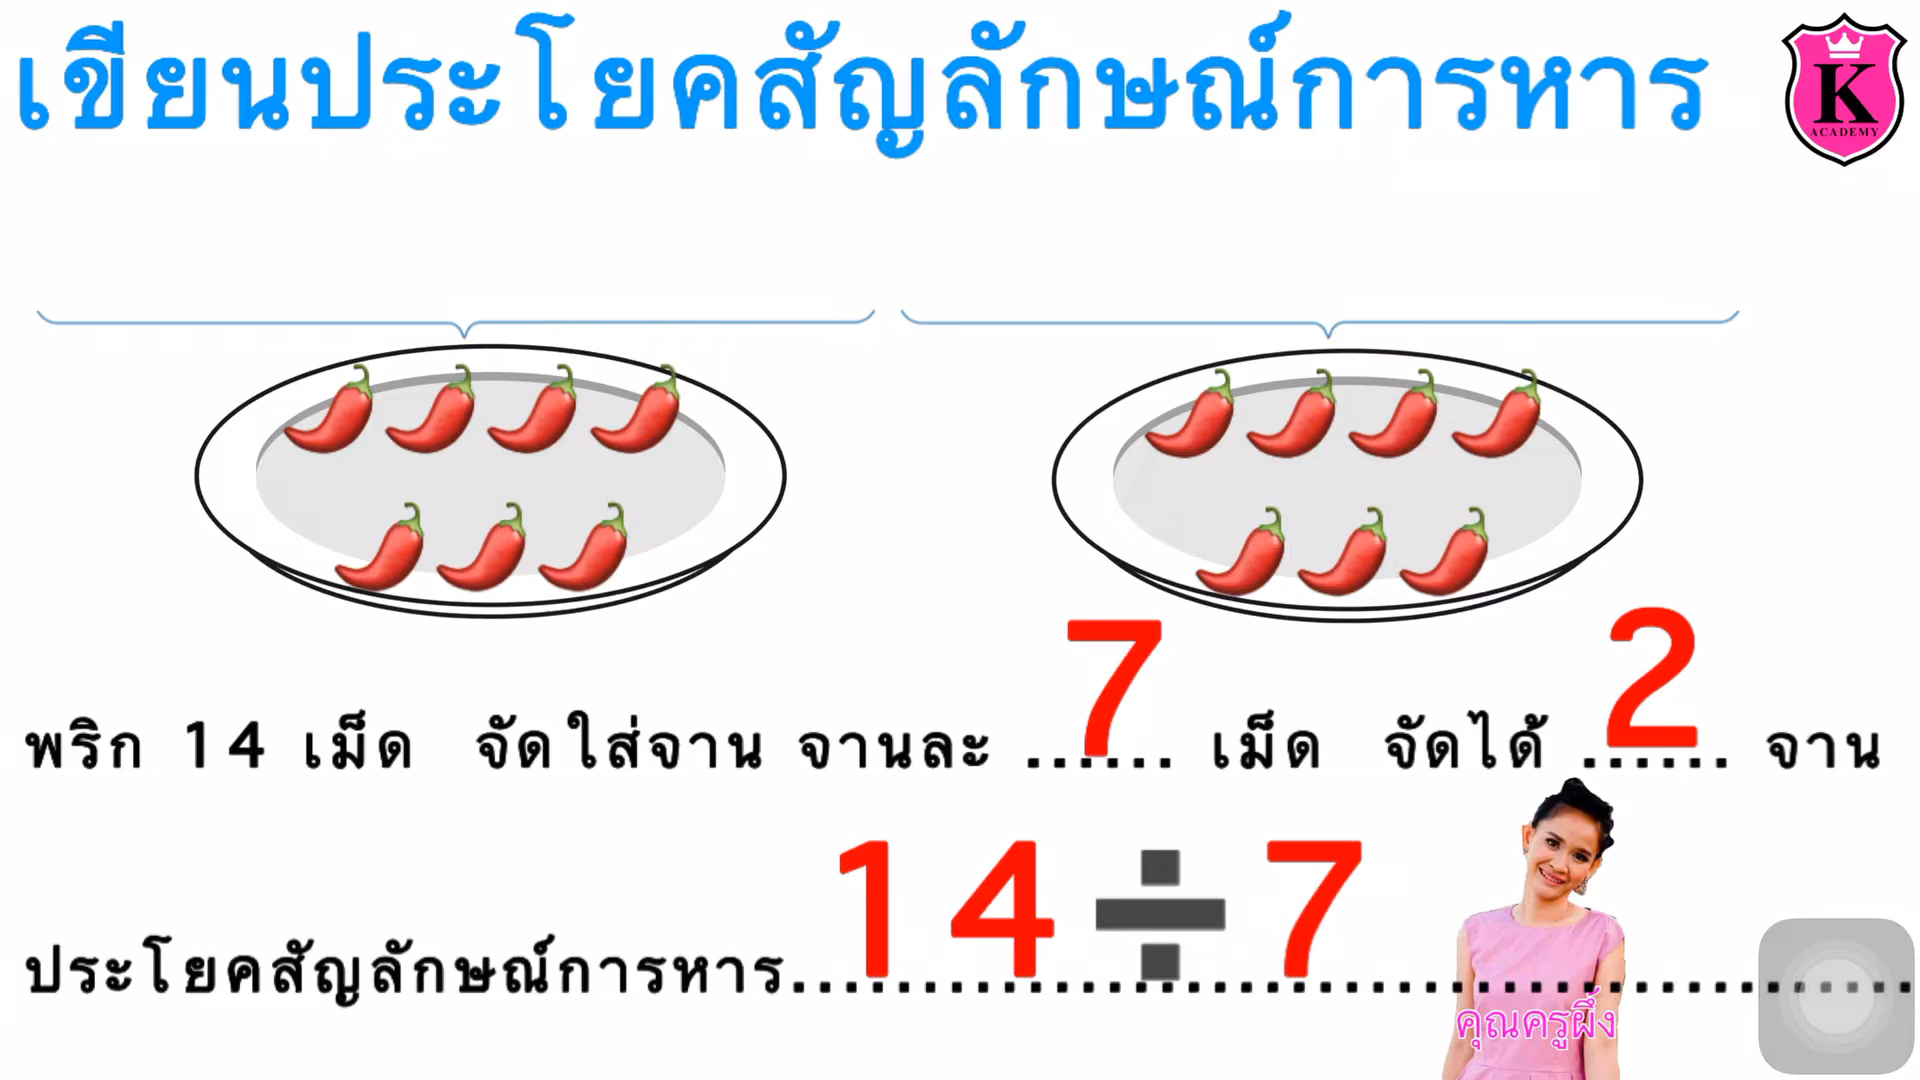 เขียนประโยคสัญลักษณ์การหาร
K
ACADEMY
พริก 14 เม็ด จัดใส่จาน จานละ ...7... เม็ด จัดได้ ...2... จาน
ประโยคสัญลักษณ์การหาร......14÷7......
คุณครูผึ้ง